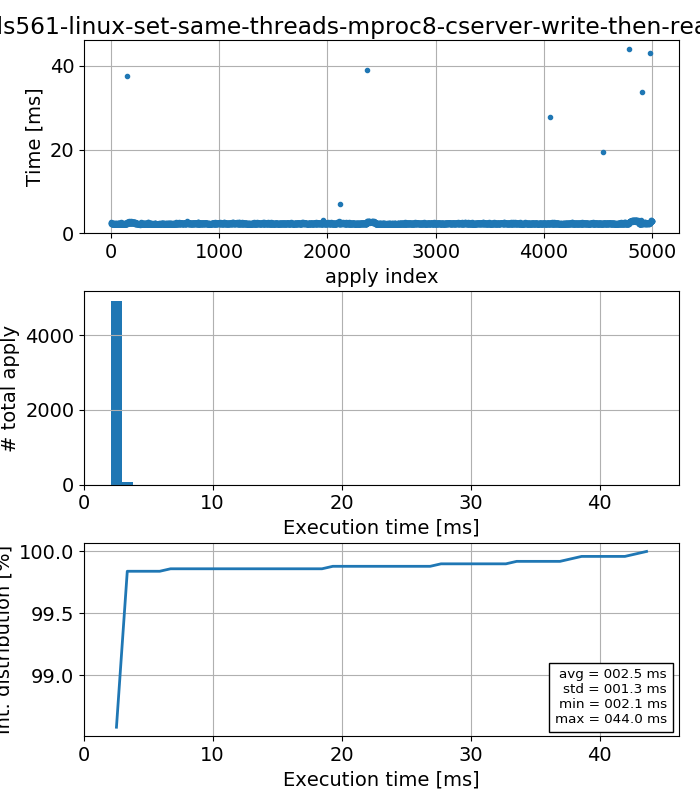 ls561-linux-set-same-threads-mproc8-cserver-write-then-rea
Time [ms]
40
20
0
0 1000 2000 3000 4000 5000
apply index
# total apply
4000
2000
0
0 10 20 30 40
Execution time [ms]
Int. distribution [%]
100.0
99.5
99.0
avg = 002.5 ms
std = 001.3 ms
min = 002.1 ms
max = 044.0 ms
0 10 20 30 40
Execution time [ms]